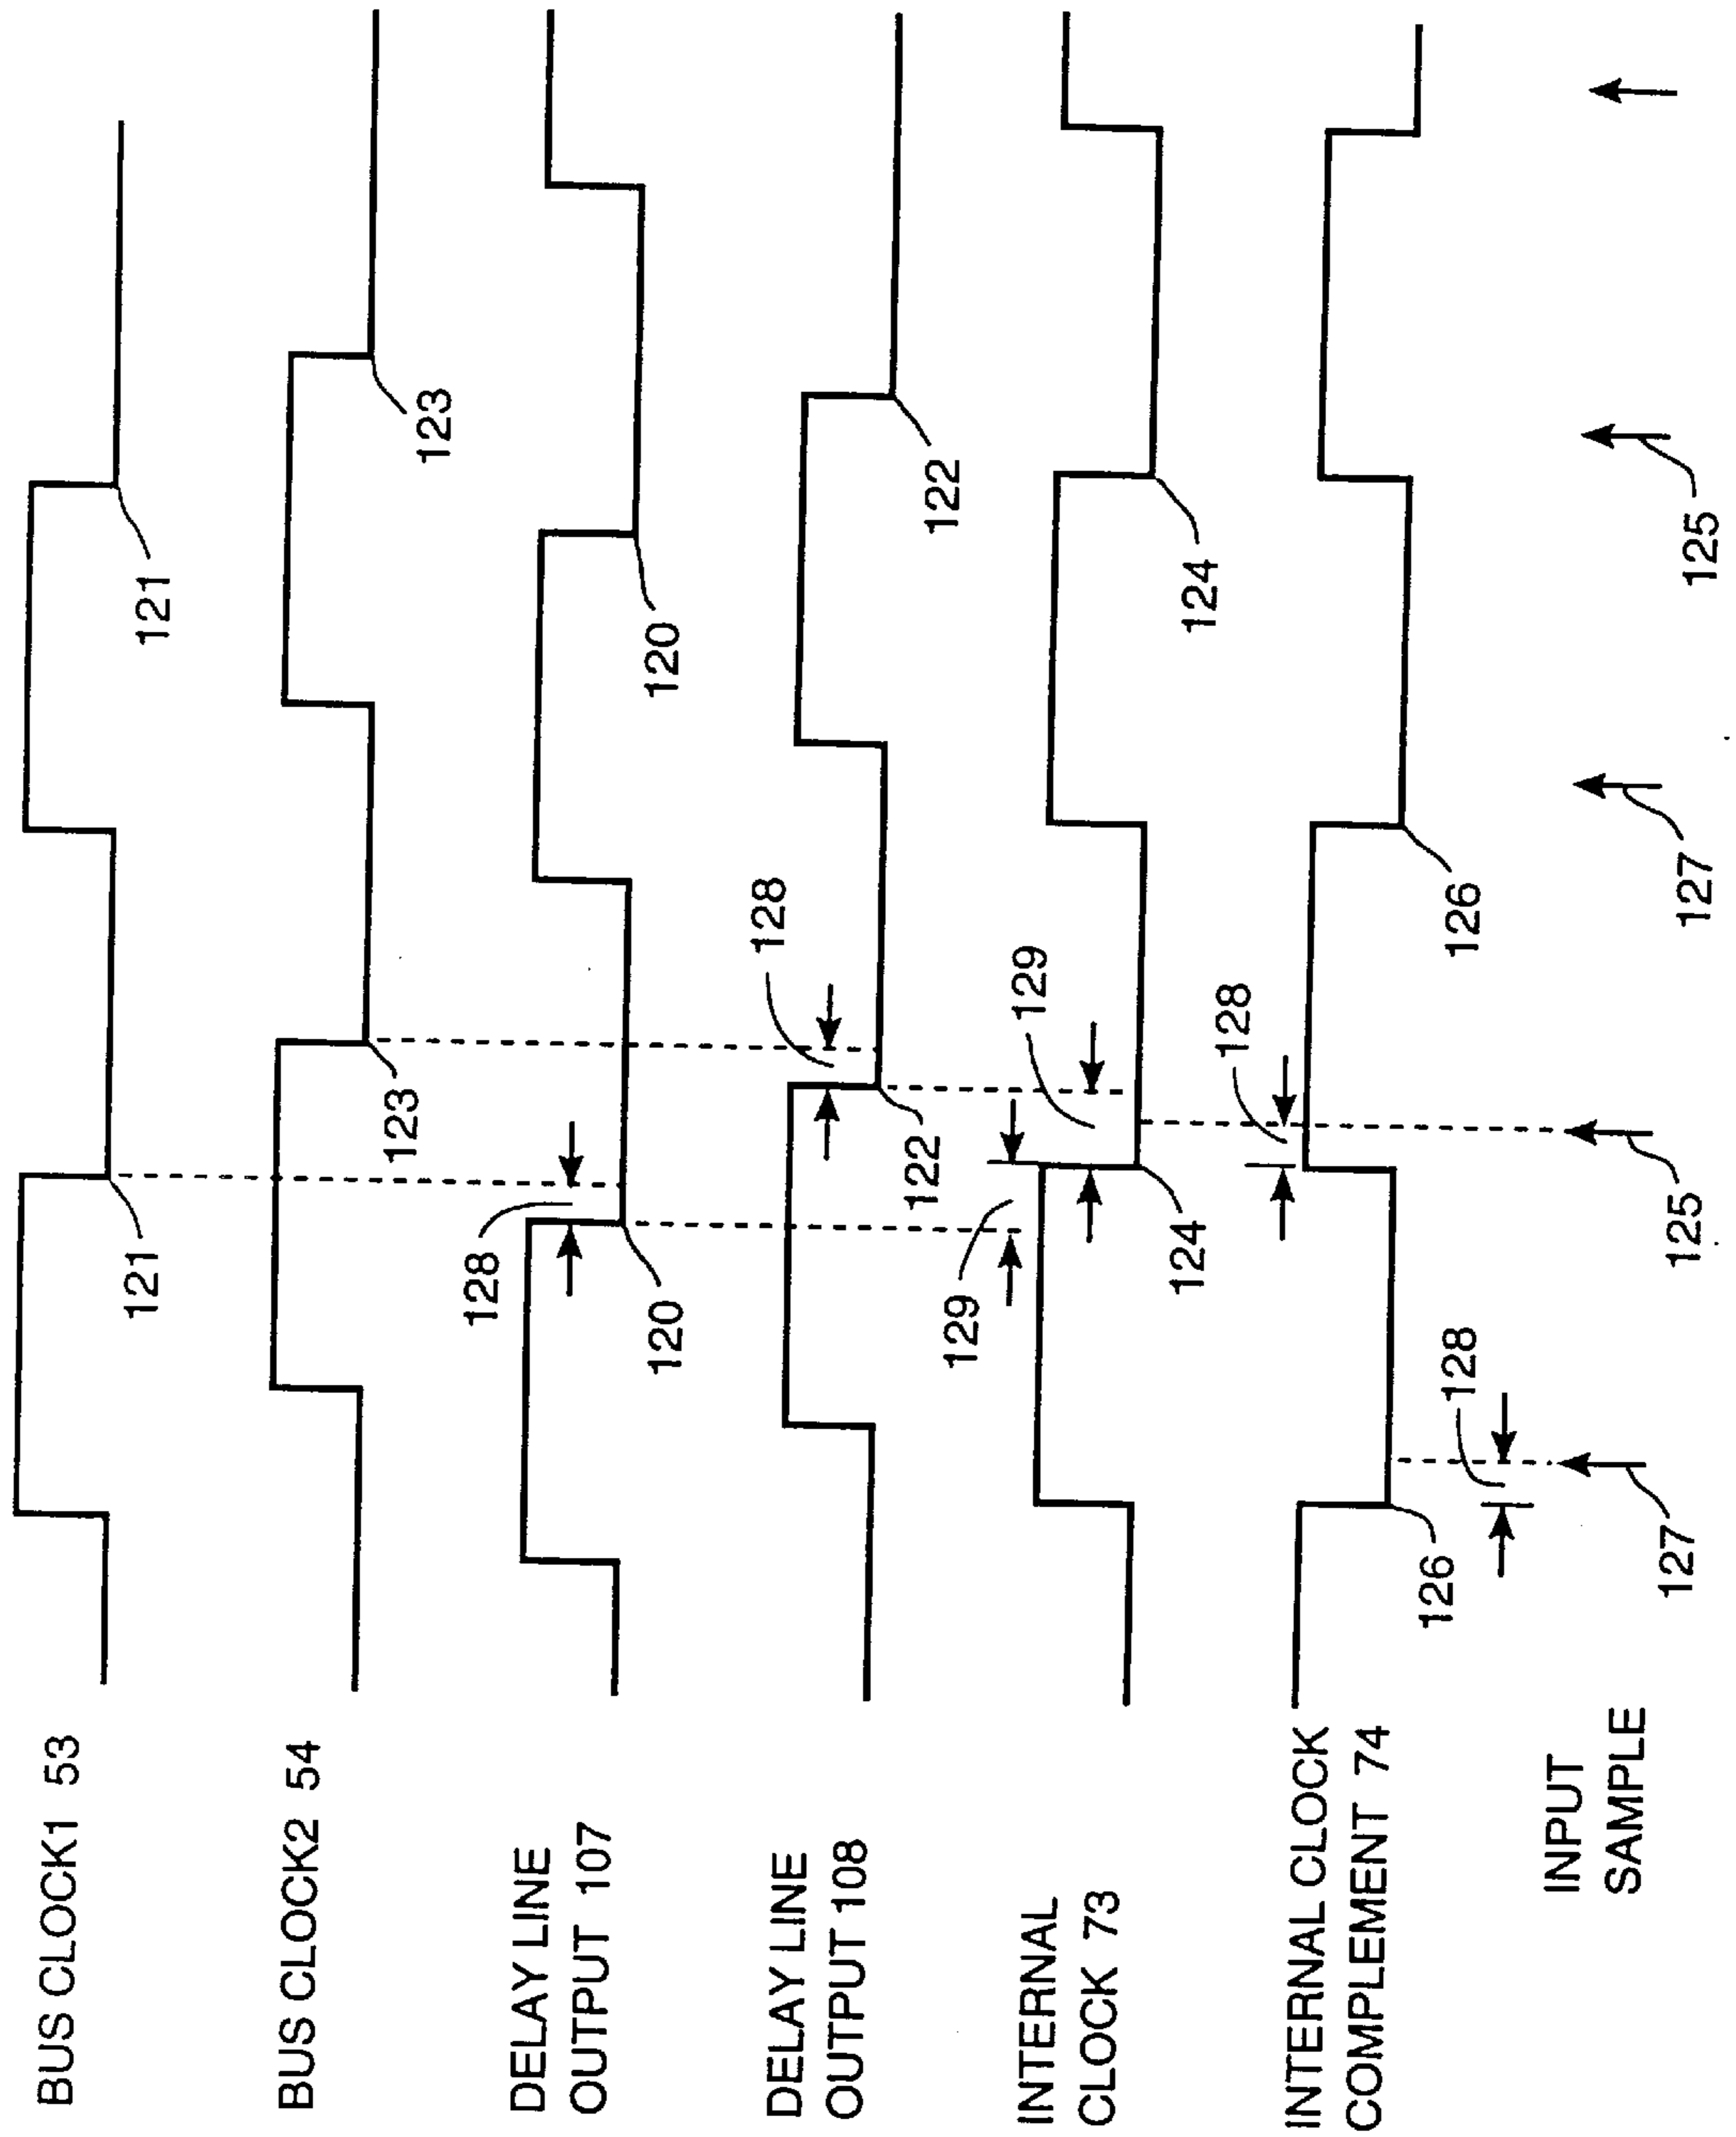 BUS CLOCK1 53
121
121
BUS CLOCK2 54
123
123
DELAY LINE
OUTPUT 107
128
120
120
DELAY LINE
OUTPUT 108
128
122
122
INTERNAL
CLOCK 73
129
129
124
124
INTERNAL CLOCK
COMPLEMENT 74
128
126
128
126
INPUT
SAMPLE
127
125
127
125